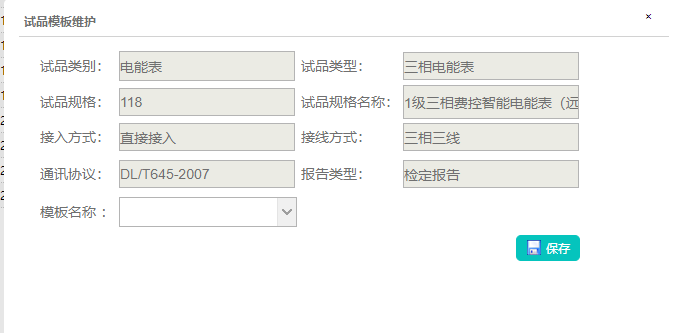 试品模板维护
试品类别： 电能表 试品类型： 三相电能表
试品规格： 118 试品规格名称： 1级三相费控智能电能表（远
接入方式： 直接接入 接线方式： 三相三线
通讯协议： DL/T645-2007 报告类型： 检定报告
模板名称：
保存